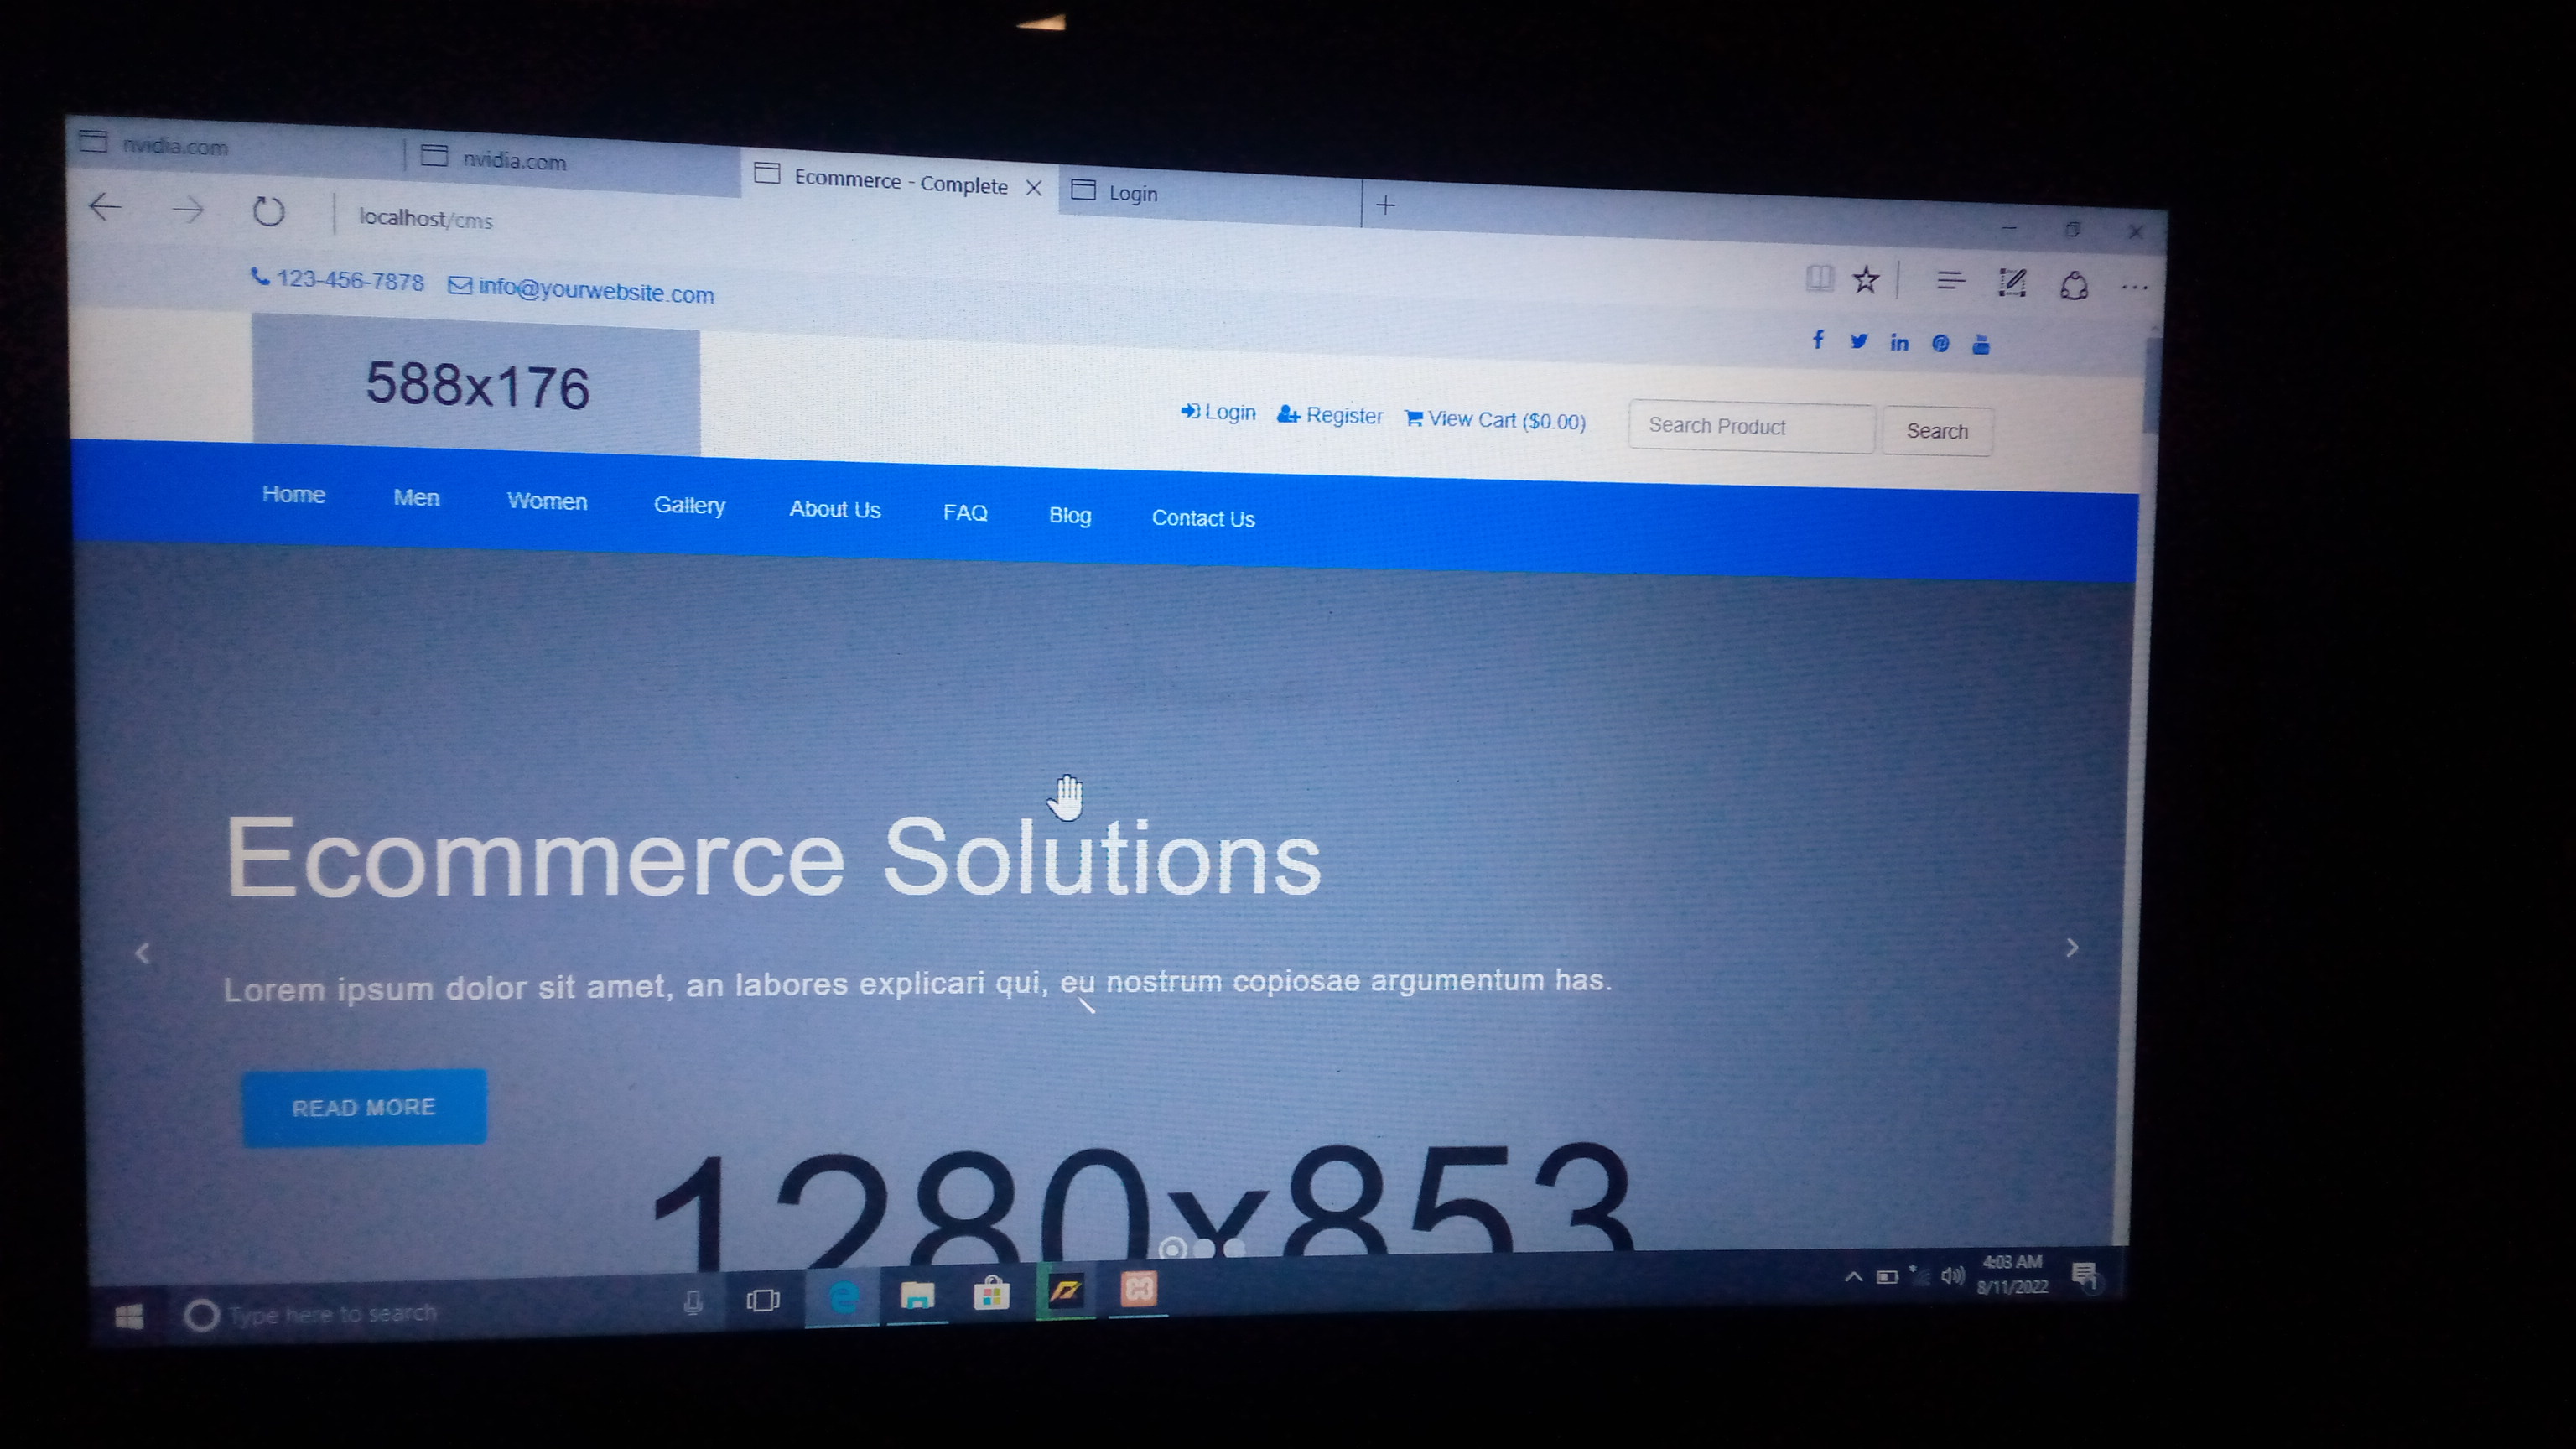 nvidia.com
nvidia.com
Ecommerce - Complete
Login
localhost/cms
123-456-7878
info@yourwebsite.com
588x176
Login
Register
View Cart ($0.00)
Search Product
Search
Home
Men
Women
Gallery
About Us
FAQ
Blog
Contact Us
Ecommerce Solutions
Lorem ipsum dolor sit amet, an labores explicari qui, eu nostrum copiosae argumentum has.
READ MORE
1280x853
Type here to search
4:03 AM
8/11/2022